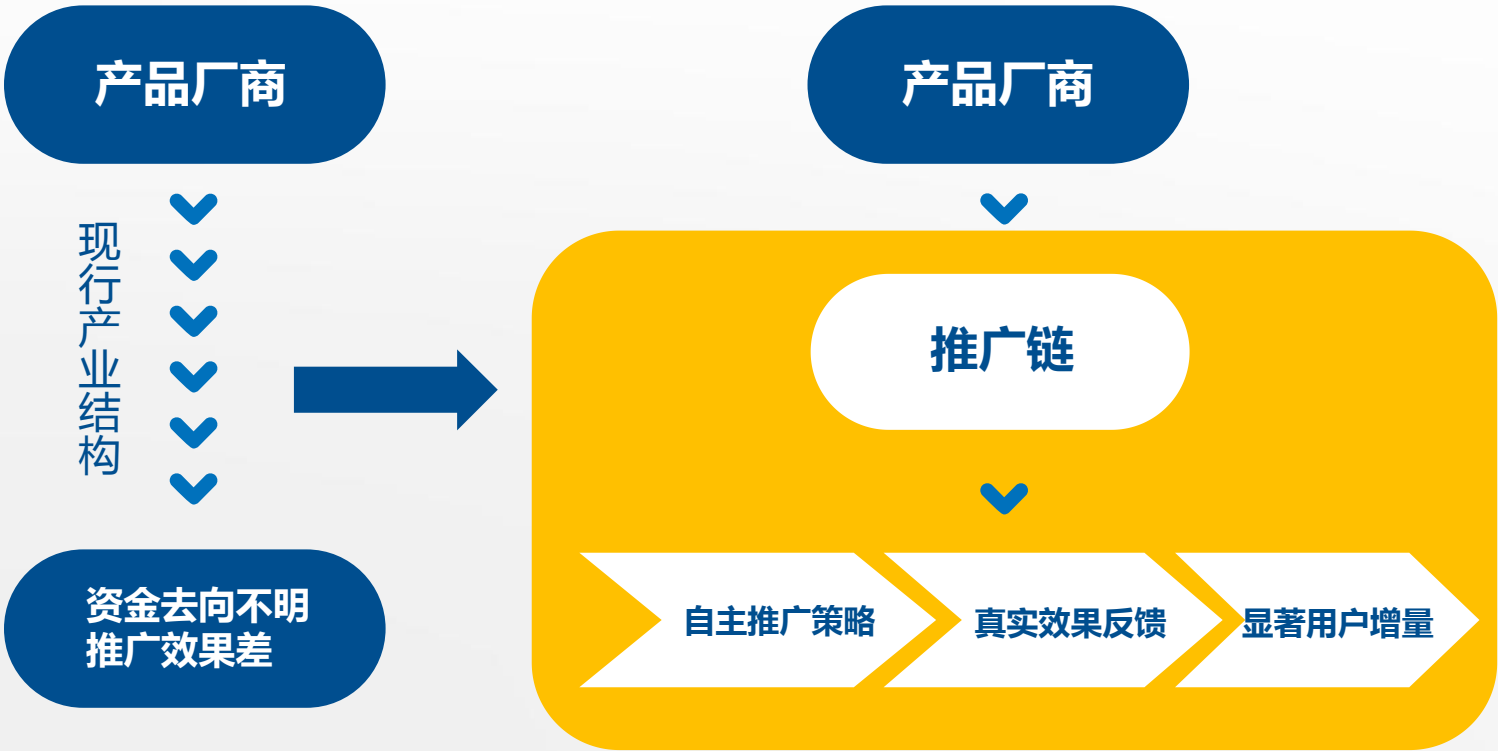 产品厂商
现行产业结构
资金去向不明
推广效果差
产品厂商
推广链
自主推广策略
真实效果反馈
显著用户增量